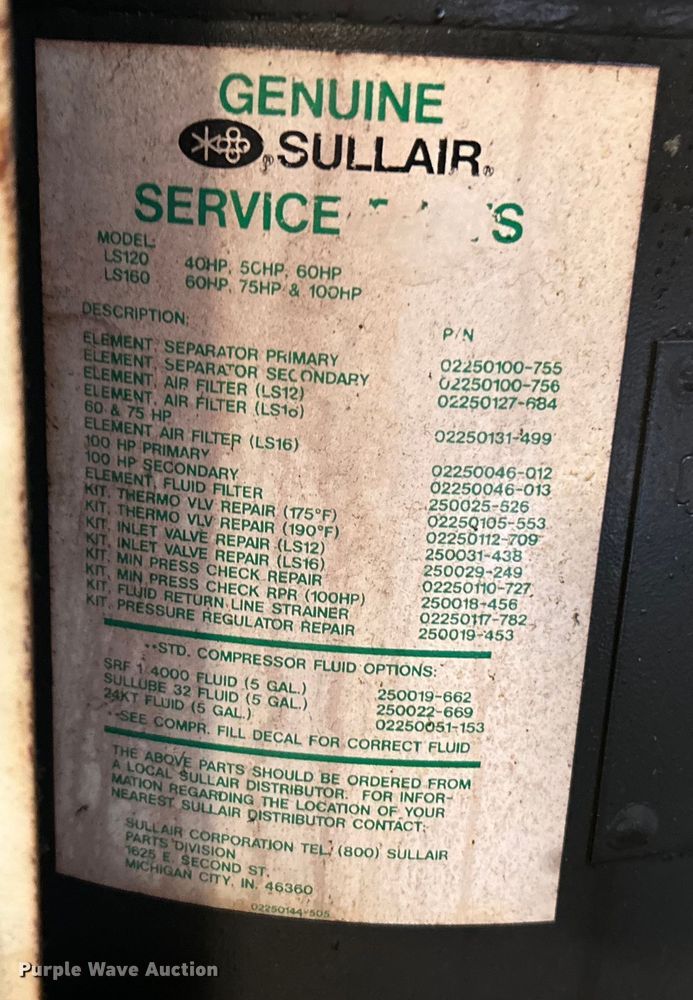 GENUINE
SULLAIR®
SERVICE
MODEL:
LS120 40HP, 50HP, 60HP
LS160 60HP, 75HP & 100HP
DESCRIPTION: P/N
ELEMENT, SEPARATOR PRIMARY 02250100-755
ELEMENT, SEPARATOR SECONDARY 02250100-756
ELEMENT, AIR FILTER (LS12) 02250127-684
ELEMENT, AIR FILTER (LS16)
60 & 75 HP 02250131-499
ELEMENT AIR FILTER (LS16)
100 HP PRIMARY 02250046-012
100 HP SECONDARY 02250046-013
ELEMENT, FLUID FILTER 250025-526
KIT, THERMO VLV REPAIR (175°F) 02250105-553
KIT, THERMO VLV REPAIR (190°F) 02250112-709
KIT, INLET VALVE REPAIR (LS12) 250031-438
KIT, INLET VALVE REPAIR (LS16) 250029-249
KIT, MIN PRESS CHECK REPAIR 02250110-727
KIT, MIN PRESS CHECK RPR (100HP) 250018-456
KIT, FLUID RETURN LINE STRAINER 02250117-782
KIT, PRESSURE REGULATOR REPAIR 250019-453
**STD. COMPRESSOR FLUID OPTIONS:
SRF 1/4000 FLUID (5 GAL.) 250019-662
SULLUBE 32 FLUID (5 GAL.) 250022-669
24KT FLUID (5 GAL.) 02250051-153
**SEE COMPR. FILL DECAL FOR CORRECT FLUID
THE ABOVE PARTS SHOULD BE ORDERED FROM
A LOCAL SULLAIR DISTRIBUTOR. FOR INFOR-
MATION REGARDING THE LOCATION OF YOUR
NEAREST SULLAIR DISTRIBUTOR CONTACT:
SULLAIR CORPORATION TEL. (800) SULLAIR
PARTS DIVISION
1625 E. SECOND ST.
MICHIGAN CITY, IN. 46360
02250144-505
Purple Wave Auction